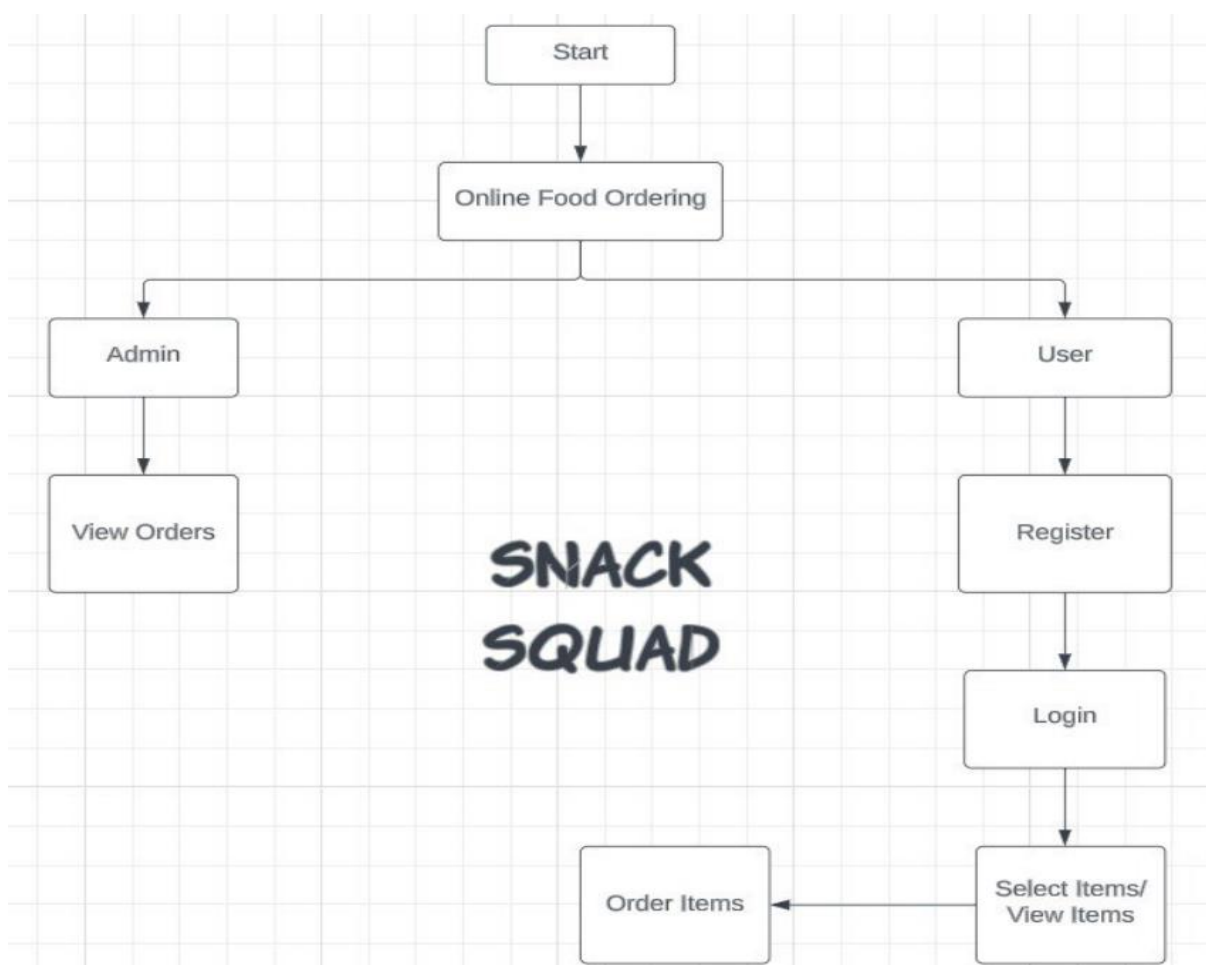 Start
Online Food Ordering
Admin
User
View Orders
Register
SNACK
SQUAD
Login
Order Items
Select Items/
View Items